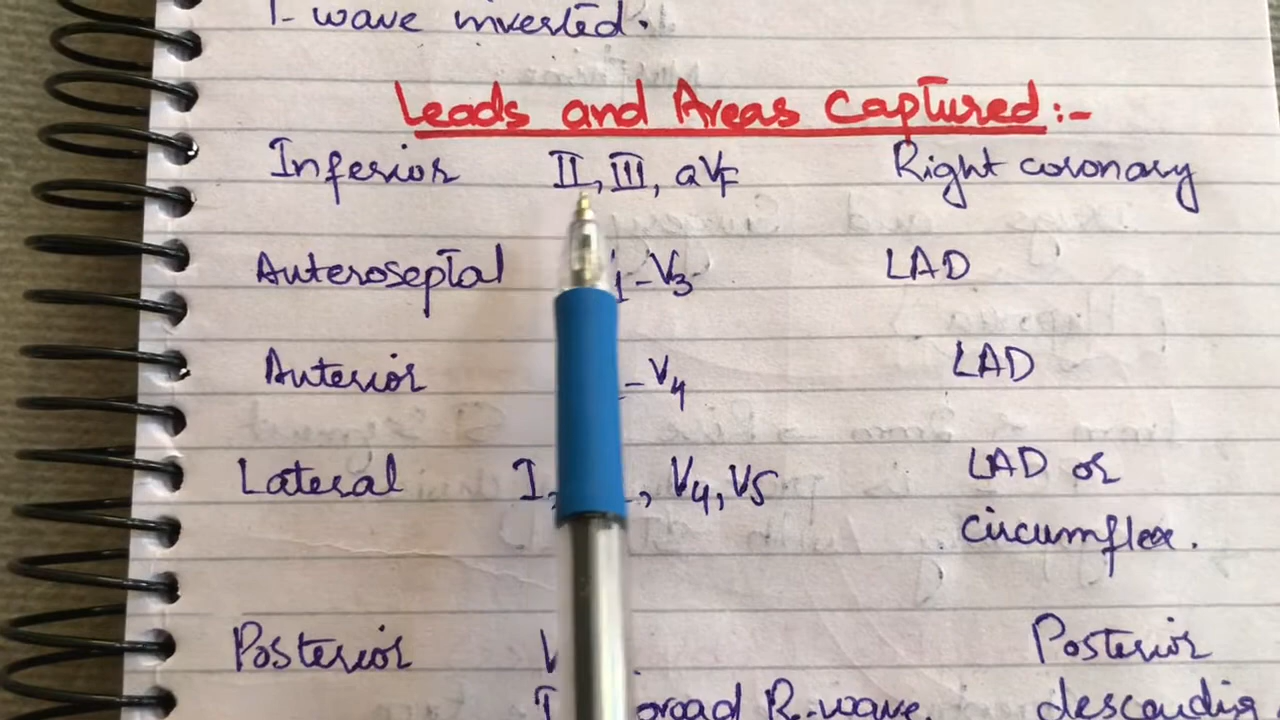 T-wave inverted.
Leads and Areas Captured:-
Inferior II, III, aVF Right coronary
Anteroseptal -V3 LAD
Anterior -V4 LAD
Lateral I, , V4, V5 LAD or
circumflex.
Posterior V Posterior
broad R-wave. descending